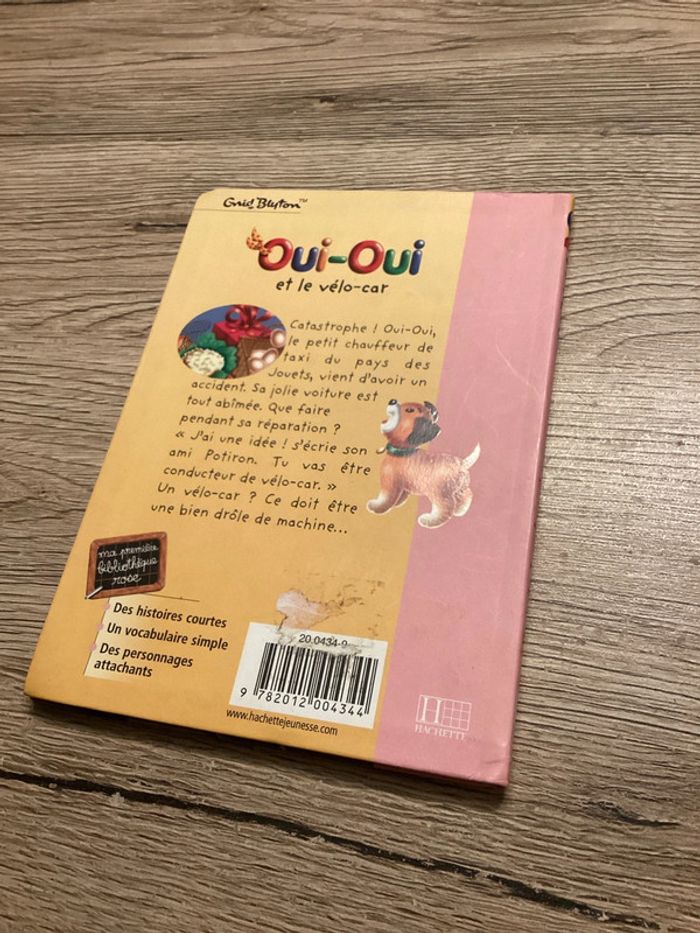 Enid Blyton™
Oui-Oui
et le vélo-car
Catastrophe ! Oui-Oui,
le petit chauffeur de
taxi du pays des
Jouets, vient d'avoir un
accident. Sa jolie voiture est
tout abîmée. Que faire
pendant sa réparation ?
« J'ai une idée ! s'écrie son
ami Potiron. Tu vas être
conducteur de vélo-car. »
Un vélo-car ? Ce doit être
une bien drôle de machine...
ma première
bibliothèque
rose
Des histoires courtes
Un vocabulaire simple
Des personnages
attachants
20.0434-9
9 782012 004344
www.hachettejeunesse.com
H
HACHETTE